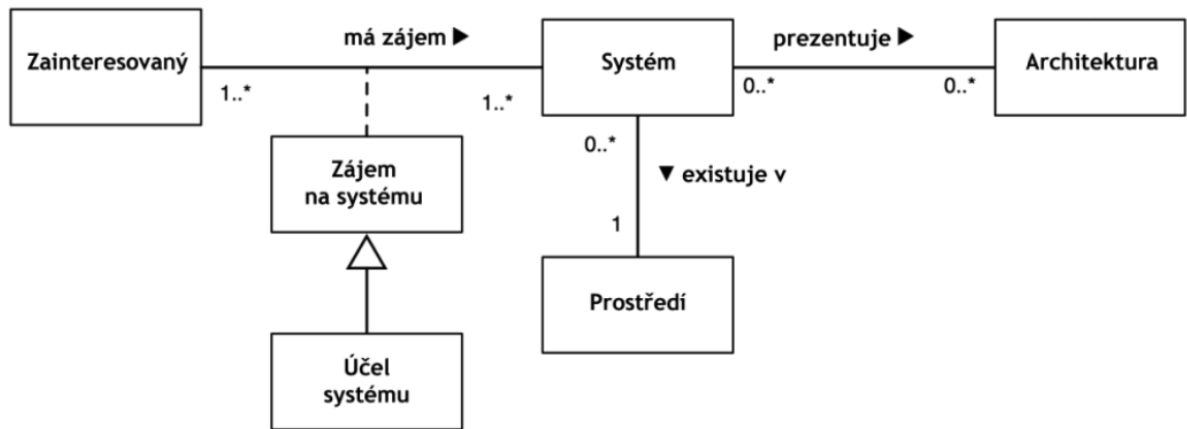 má zájem ▶
prezentuje ▶
Zainteresovaný
Systém
Architektura
1..*
1..*
0..*
0..*
Zájem
na systému
0..*
▼ existuje v
1
Prostředí
Účel
systému